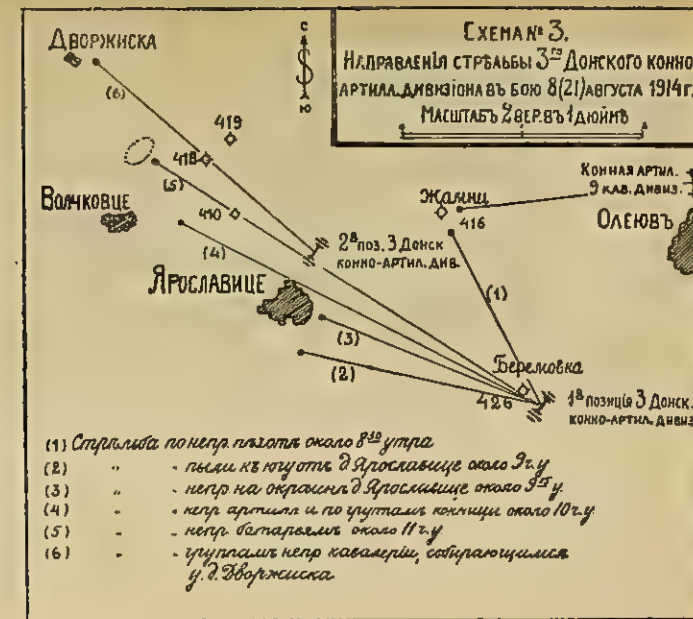 Схема № 3.
Направленія стрѣльбы 3го Донского конно-
артилл. дивизіона въ бою 8(21) августа 1914 г.
Масштабъ 2 вер. въ 1 дюймѣ
С
Ю
Дворжиска
(6)
419
418
(5)
410
Волчковце
(4)
Жамни
416
Конная артил.
9 кав. дивиз.
Олеювъ
2я поз. 3 Донск
конно-артил. див.
Ярославице
(1)
(3)
(2)
Беремовка
426
1я позиція 3 Донск.
конно-артил. дивиз
(1) Стрѣльба по непр. пѣхотѣ около 8 30 утра
(2) " " пыли къ югу отъ д Ярославице около 9 г. у
(3) " " непр на окраинѣ д Ярославице около 9 у.
(4) " " непр артилл и по группамъ конницы около 10 г. у
(5) " " непр батареямъ около 11 г. у
(6) " " группамъ непр кавалеріи, собирающимся
у. д. Дворжиска